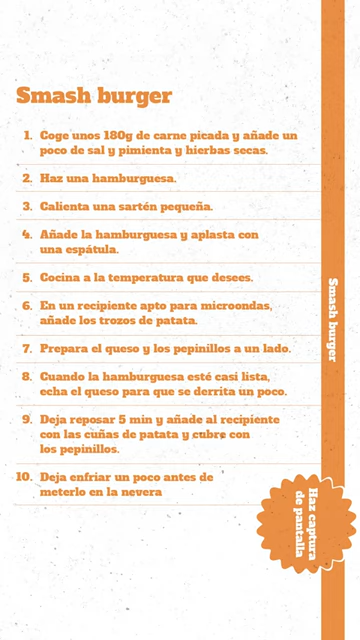 Smash burger
1. Coge unos 180g de carne picada y añade un
poco de sal y pimienta y hierbas secas.
2. Haz una hamburguesa.
3. Calienta una sartén pequeña.
4. Añade la hamburguesa y aplasta con
una espátula.
5. Cocina a la temperatura que desees.
6. En un recipiente apto para microondas,
añade los trozos de patata.
7. Prepara el queso y los pepinillos a un lado.
8. Cuando la hamburguesa esté casi lista,
echa el queso para que se derrita un poco.
9. Deja reposar 5 min y añade al recipiente
con las cuñas de patata y cubre con
los pepinillos.
10. Deja enfriar un poco antes de
meterlo en la nevera
Smash burger
Haz captura
de pantalla